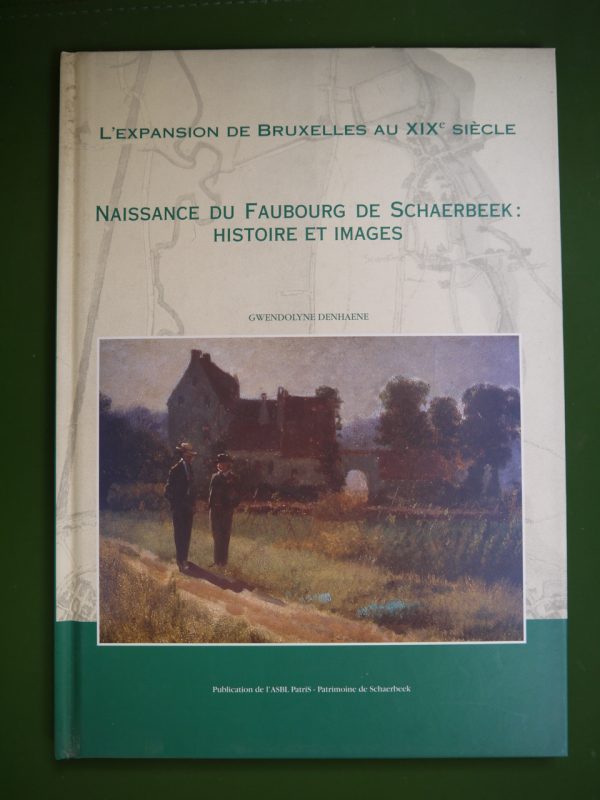 L'EXPANSION DE BRUXELLES AU XIXe SIÈCLE
NAISSANCE DU FAUBOURG DE SCHAERBEEK :
HISTOIRE ET IMAGES
GWENDOLYNE DENHAENE
Publication de l'ASBL PatriS - Patrimoine de Schaerbeek